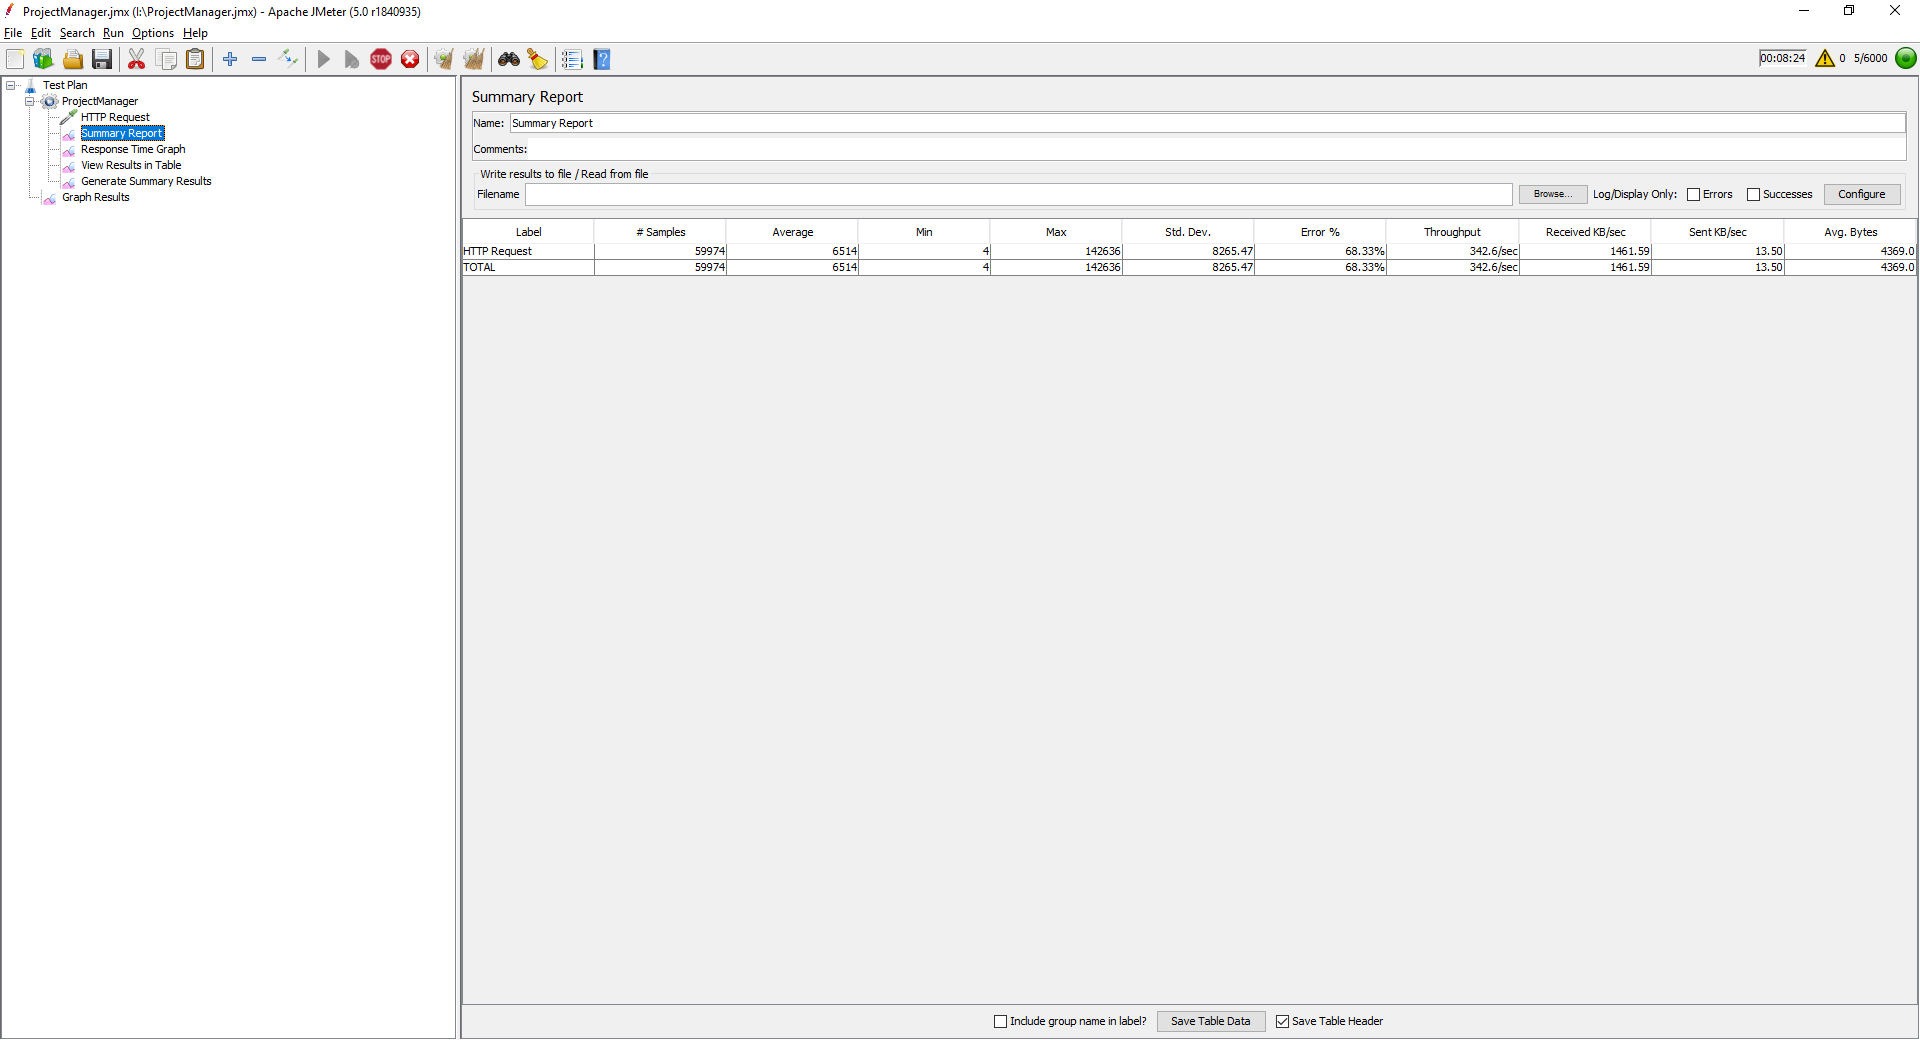 ProjectManager.jmx (I:\ProjectManager.jmx) - Apache JMeter (5.0 r1840935)
File Edit Search Run Options Help
STOP
00:08:24 0 5/6000
Test Plan
ProjectManager
HTTP Request
Summary Report
Response Time Graph
View Results in Table
Generate Summary Results
Graph Results
Summary Report
Name: Summary Report
Comments:
Write results to file / Read from file
Filename Browse... Log/Display Only: Errors Successes Configure
Label # Samples Average Min Max Std. Dev. Error % Throughput Received KB/sec Sent KB/sec Avg. Bytes
HTTP Request 59974 6514 4 142636 8265.47 68.33% 342.6/sec 1461.59 13.50 4369.0
TOTAL 59974 6514 4 142636 8265.47 68.33% 342.6/sec 1461.59 13.50 4369.0
Include group name in label? Save Table Data Save Table Header